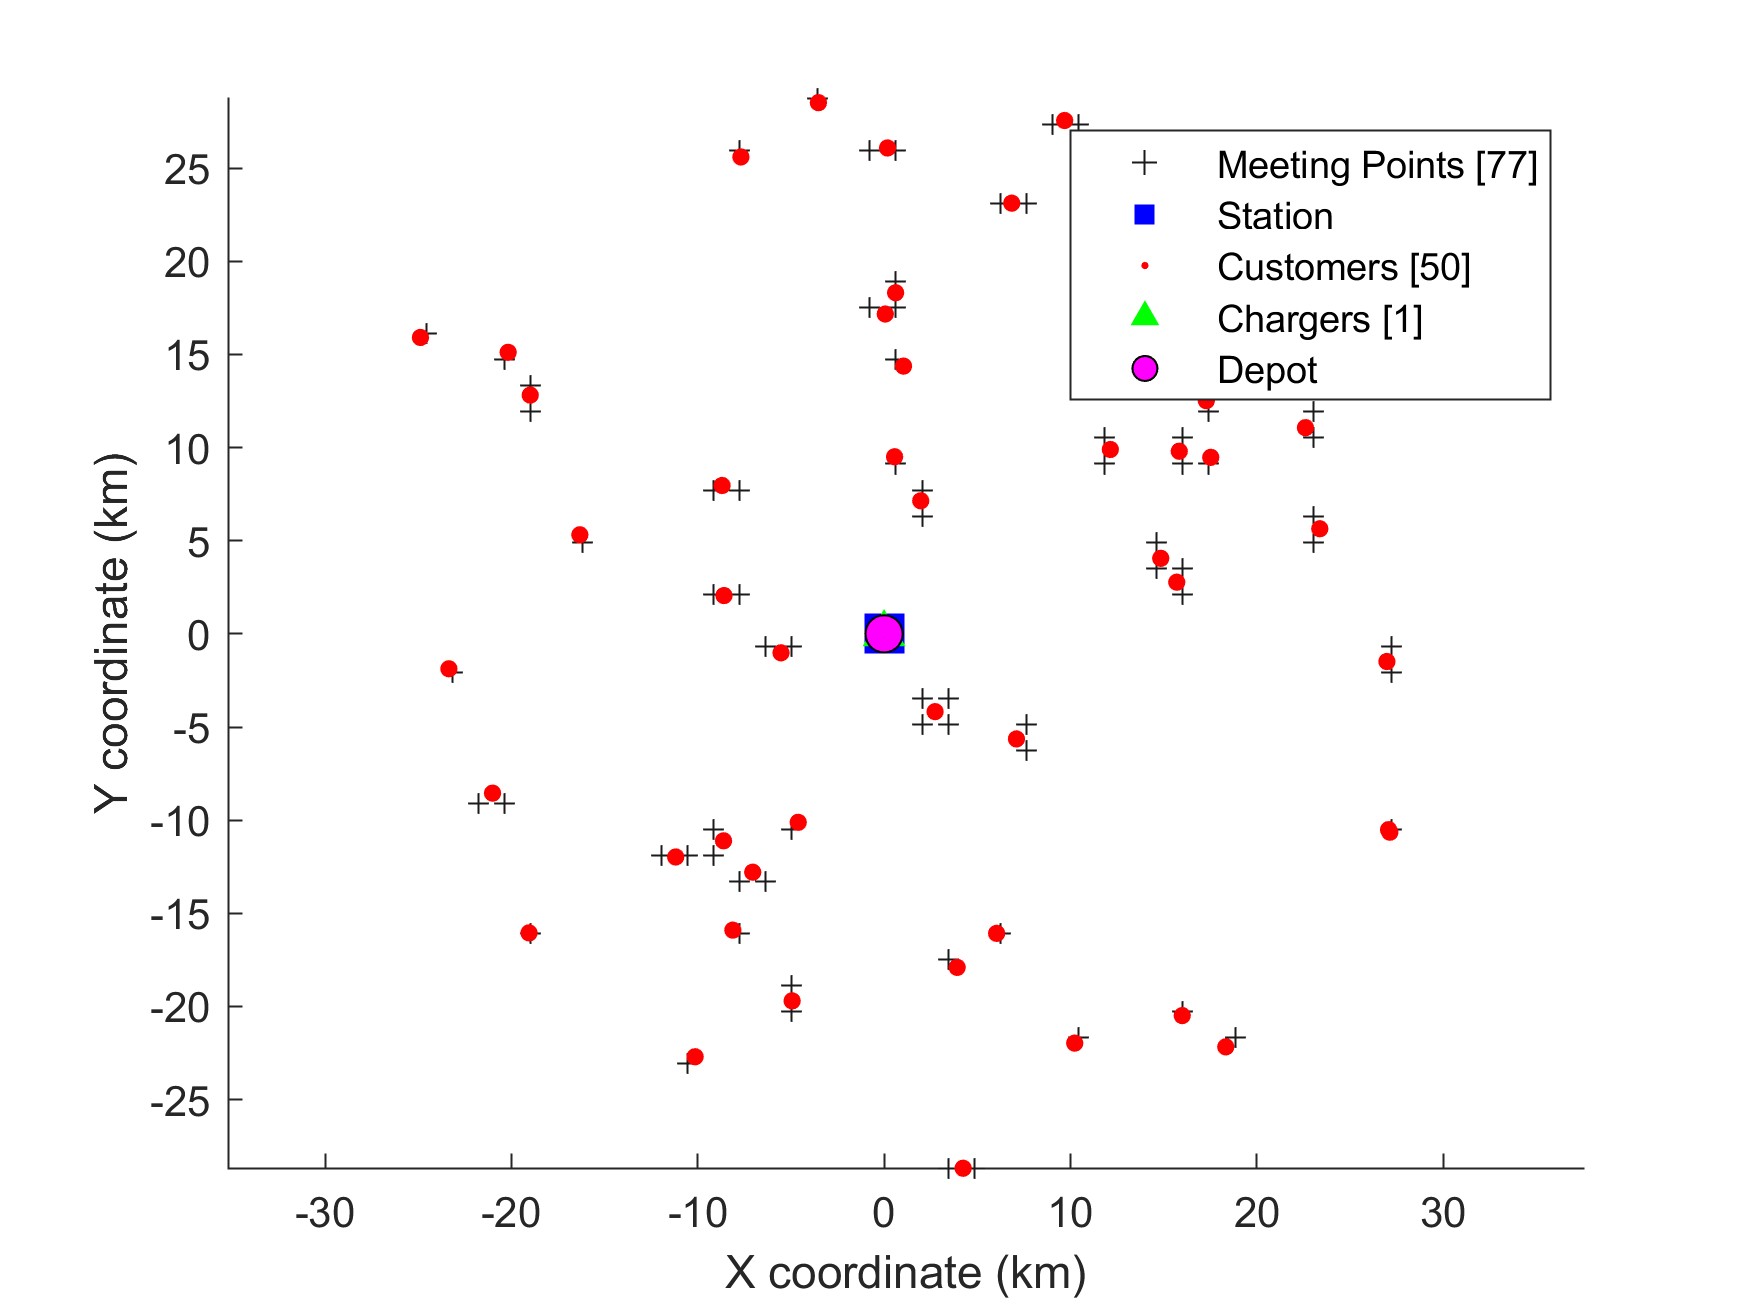 25
20
15
10
5
0
-5
-10
-15
-20
-25
Y coordinate (km)
Meeting Points [77]
Station
Customers [50]
Chargers [1]
Depot
-30 -20 -10 0 10 20 30
X coordinate (km)